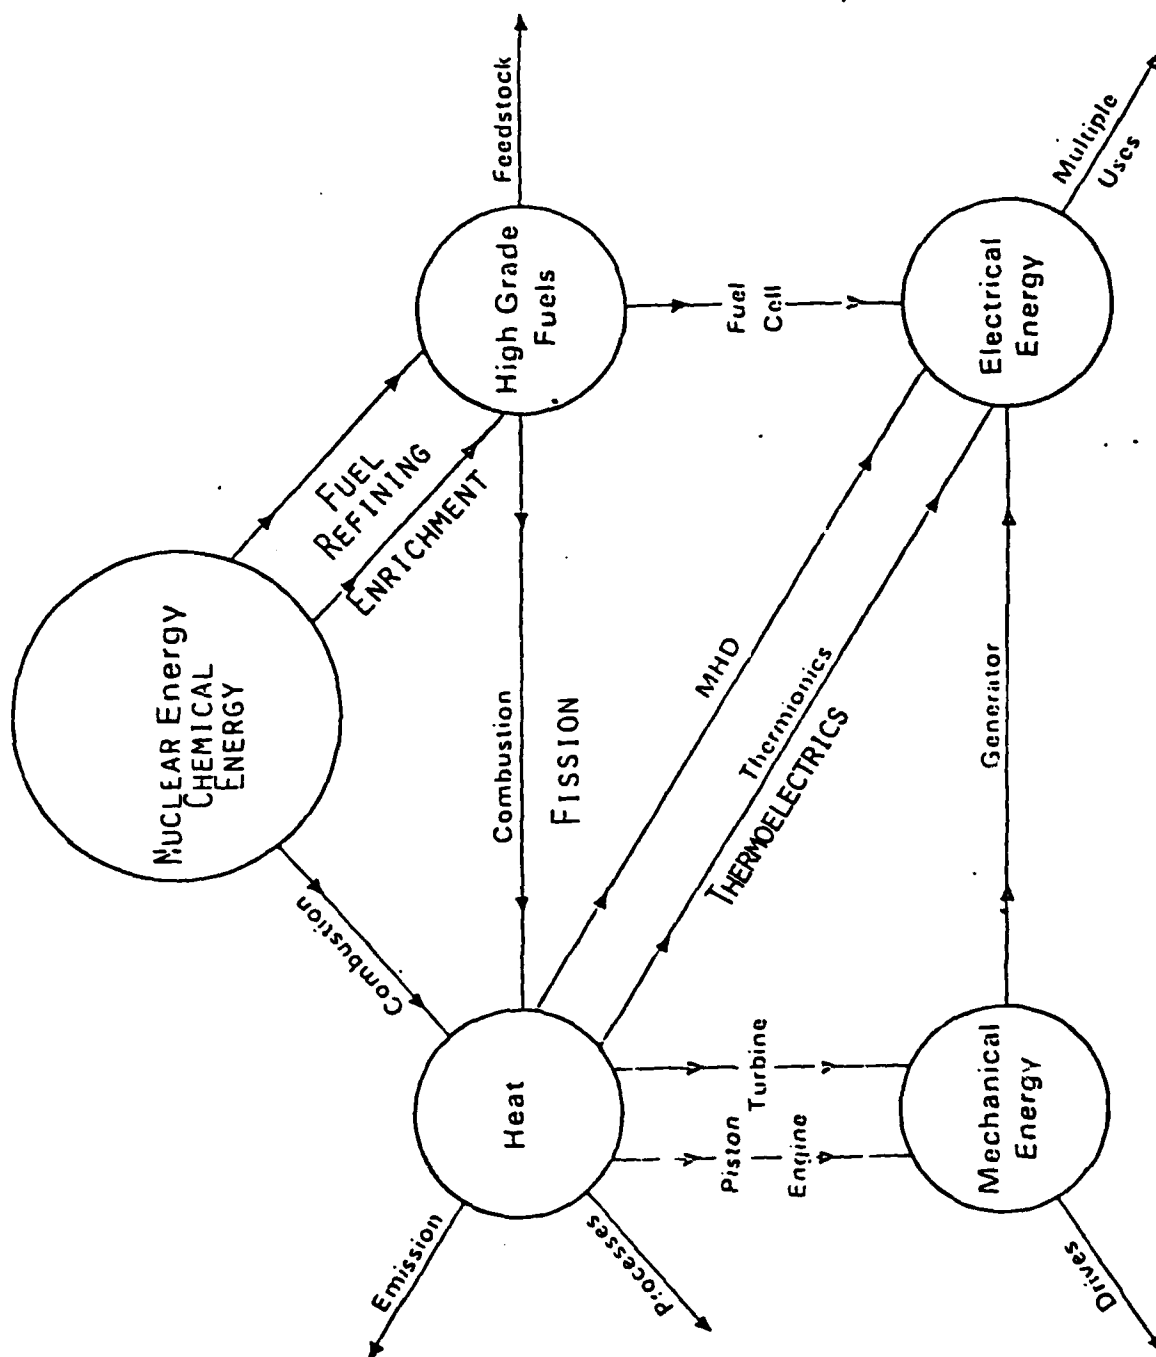 NUCLEAR Energy
CHEMICAL
ENERGY
FUEL
REFINING
ENRICHMENT
Combustion
High Grade
Fuels
Feedstock
Combustion
FISSION
Heat
Emission
Processes
MHD
Thermionics
THERMOELECTRICS
Fuel
Cell
Piston
Engine
Turbine
Mechanical
Energy
Drives
Generator
Electrical
Energy
Multiple
Uses